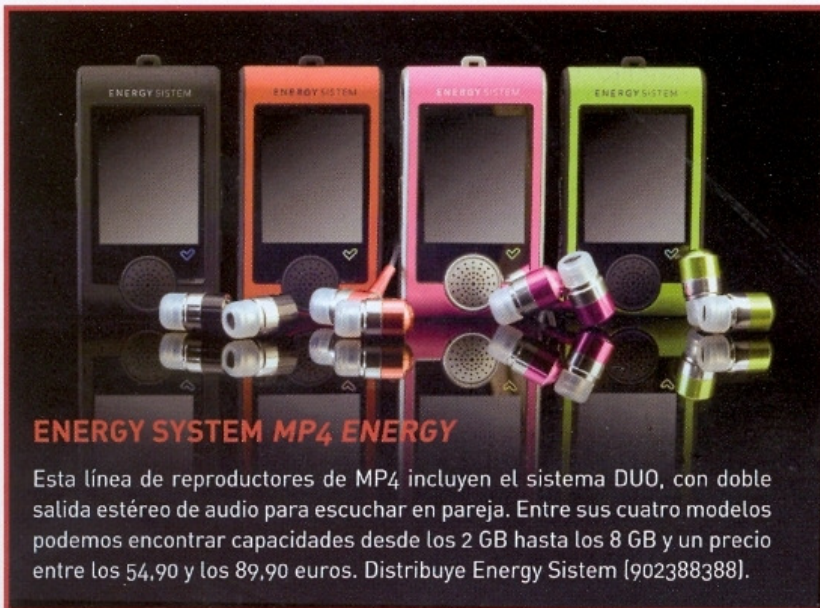 ENERGY SISTEM ENERGY SISTEM ENERGY SISTEM ENERGY SISTEM
ENERGY SYSTEM MP4 ENERGY
Esta línea de reproductores de MP4 incluyen el sistema DUO, con doble
salida estéreo de audio para escuchar en pareja. Entre sus cuatro modelos
podemos encontrar capacidades desde los 2 GB hasta los 8 GB y un precio
entre los 54,90 y los 89,90 euros. Distribuye Energy Sistem (902388388).